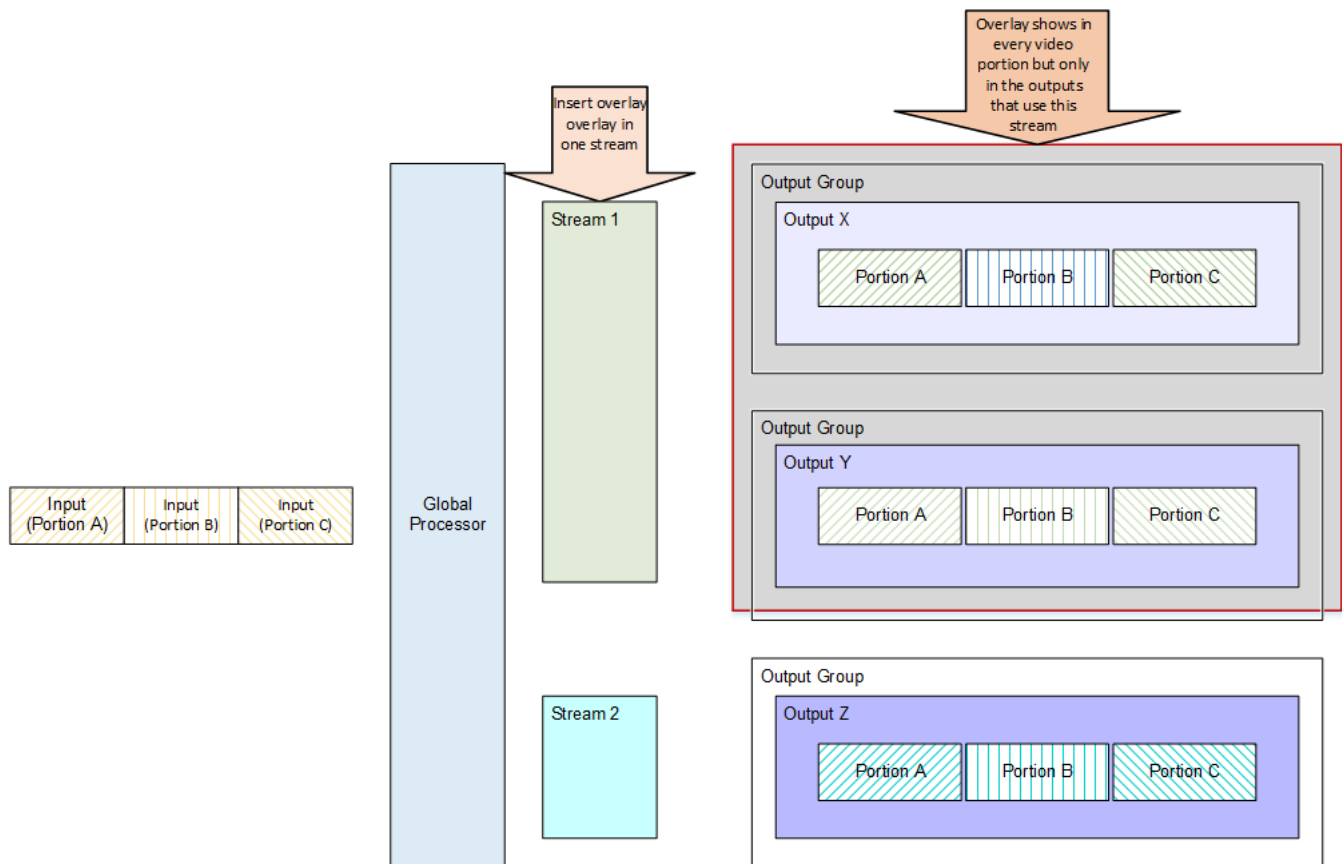 Overlay shows in
every video
portion but only
in the outputs
that use this
stream
Insert overlay
overlay in
one stream
Output Group
Output X
Stream 1
Portion A
Portion B
Portion C
Output Group
Output Y
Input
(Portion A)
Input
(Portion B)
Input
(Portion C)
Global
Processor
Portion A
Portion B
Portion C
Output Group
Stream 2
Output Z
Portion A
Portion B
Portion C